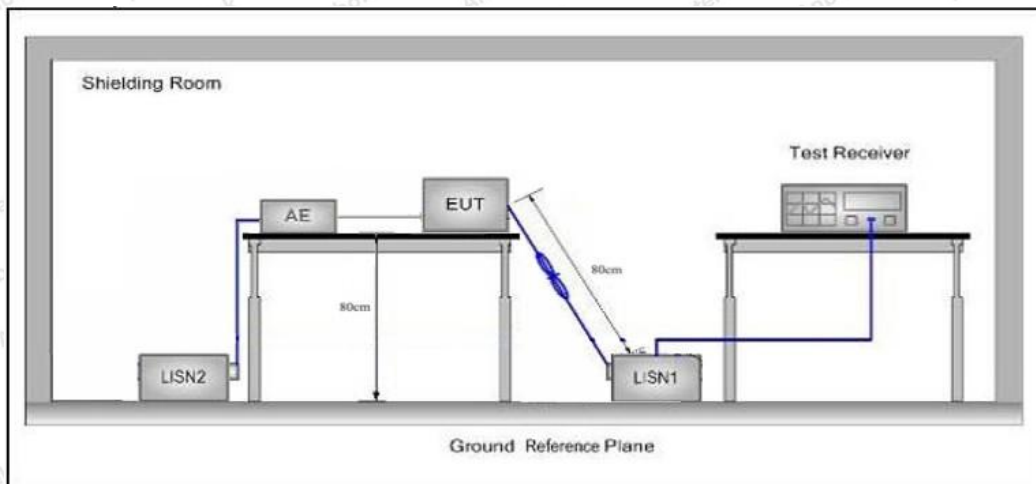 Shielding Room
Test Receiver
AE
EUT
80cm
80cm
LISN2
LISN1
Ground Reference Plane